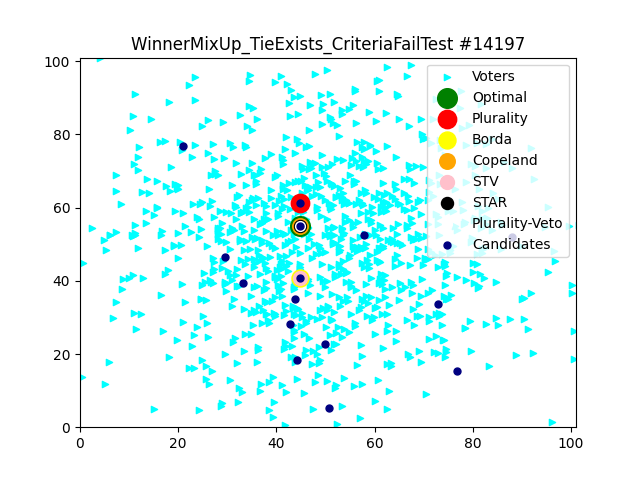 WinnerMixUp_TieExists_CriteriaFailTest #14197
100
80
60
40
20
0
0
20
40
60
80
100
Voters
Optimal
Plurality
Borda
Copeland
STV
STAR
Plurality-Veto
Candidates